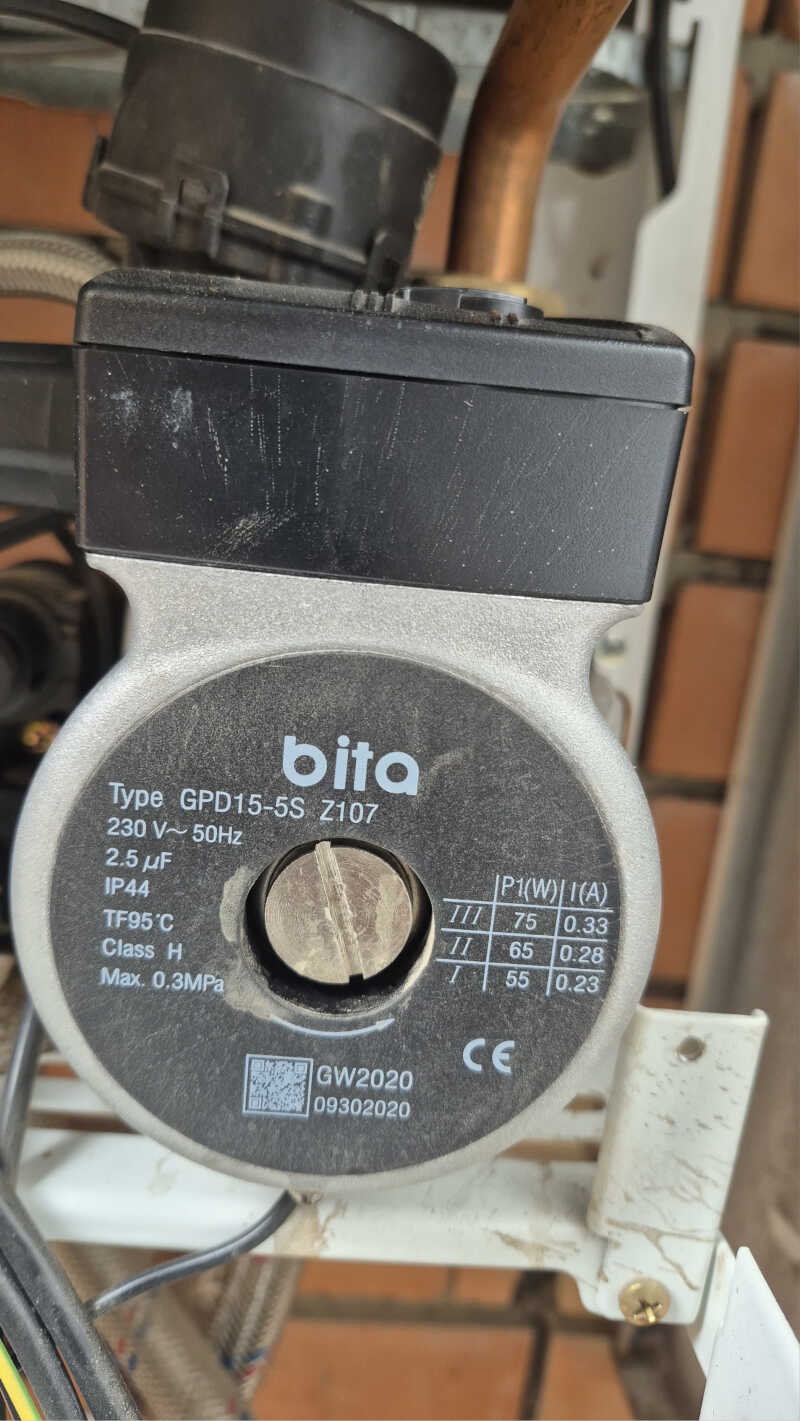 bita
Type GPD15-5S Z107
230 V~ 50Hz
2.5 µF
IP44
TF95°C
Class H
Max. 0.3MPa
P1(W) I(A)
III 75 0.33
II 65 0.28
I 55 0.23
CE
GW2020
09302020